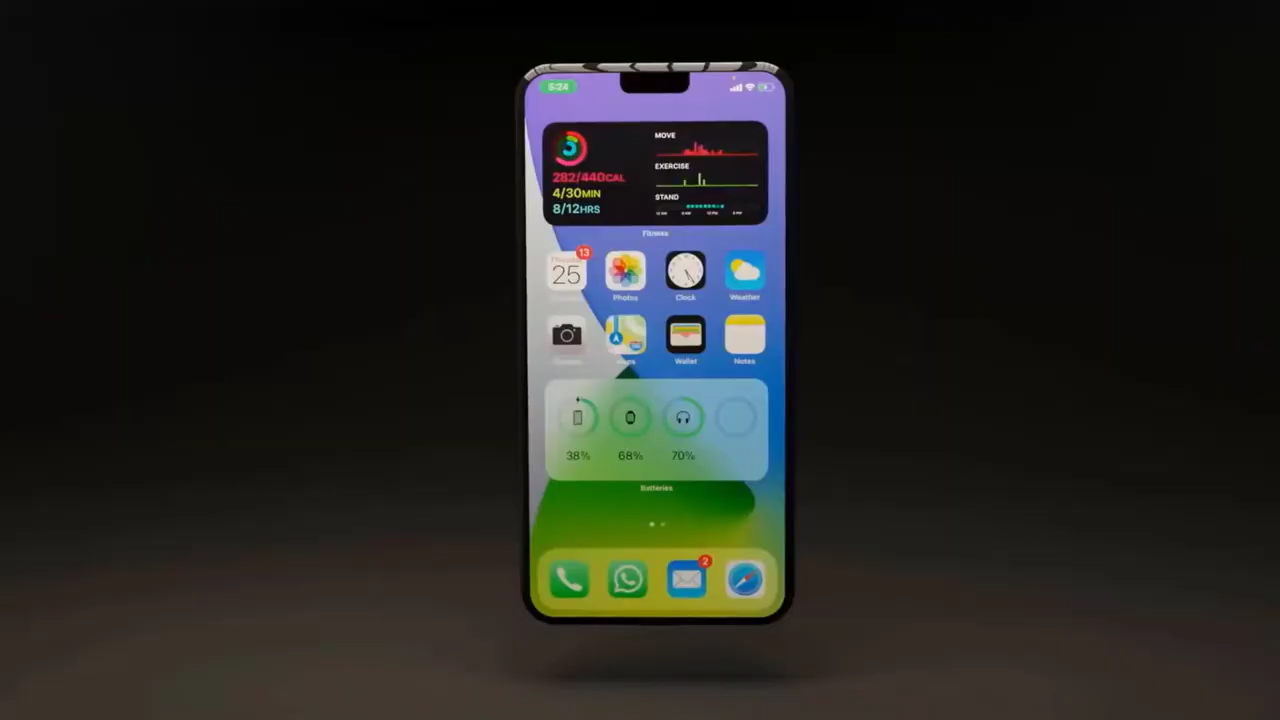 5:24
MOVE
282/440CAL
EXERCISE
4/30MIN
STAND
8/12HRS
Fitness
13
25
Photos
Clock
Weather
Wallet
Notes
38%
68%
70%
Batteries
2